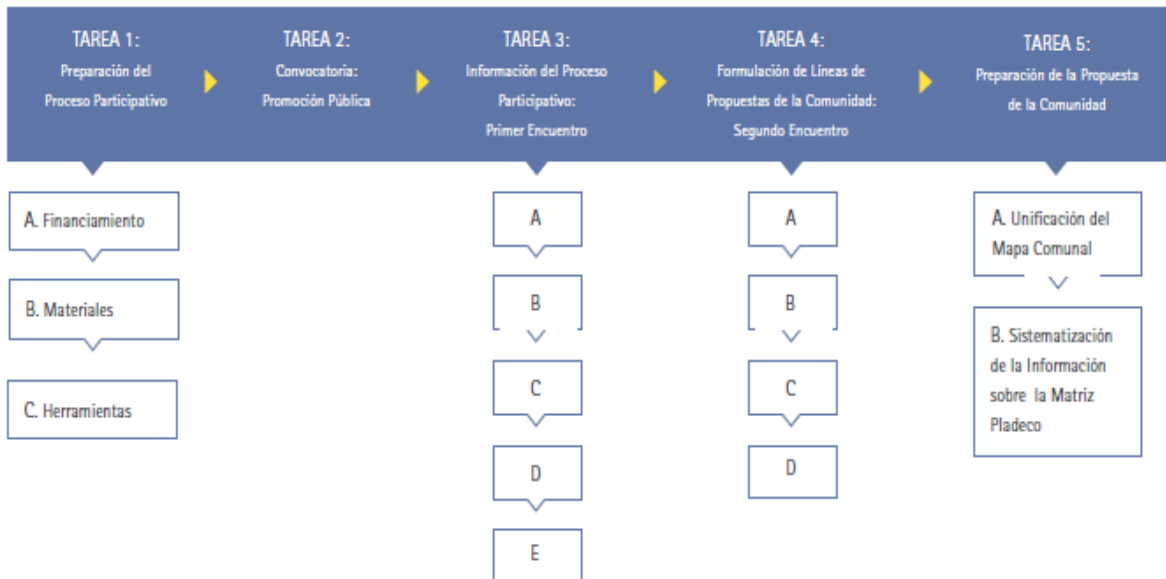 TAREA 1:
Preparación del
Proceso Participativo
TAREA 2:
Convocatoria:
Promoción Pública
TAREA 3:
Información del Proceso
Participativo:
Primer Encuentro
TAREA 4:
Formulación de Lineas de
Propuestas de la Comunidad:
Segundo Encuentro
TAREA 5:
Preparación de la Propuesta
de la Comunidad
A. Financiamiento
B. Materiales
C. Herramientas
A
B
C
D
E
A
B
C
D
A. Unificación del
Mapa Comunal
B. Sistematización
de la Información
sobre la Matriz
Pladeco